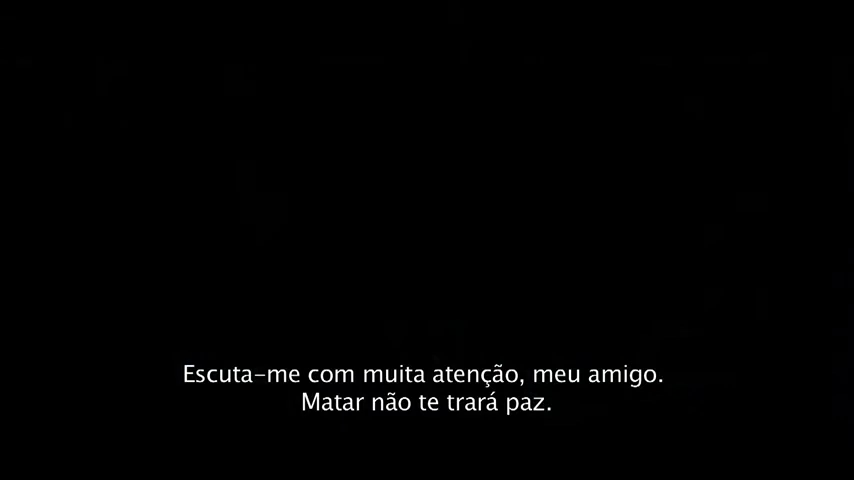 Escuta-me com muita atenção, meu amigo.
Matar não te trará paz.